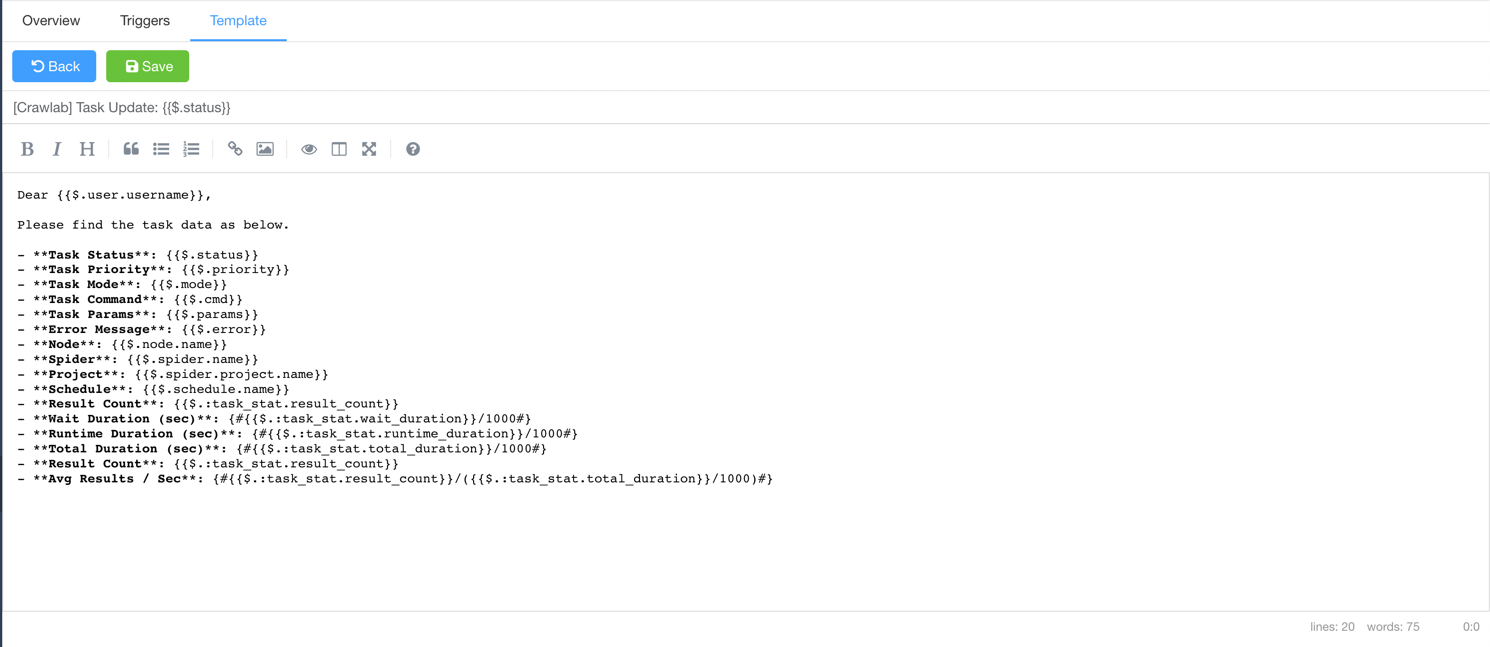 Overview Triggers Template
Back Save
[Crawlab] Task Update: {{$.status}}
B I H
Dear {{$.user.username}},
Please find the task data as below.
- **Task Status**: {{$.status}}
- **Task Priority**: {{$.priority}}
- **Task Mode**: {{$.mode}}
- **Task Command**: {{$.cmd}}
- **Task Params**: {{$.params}}
- **Error Message**: {{$.error}}
- **Node**: {{$.node.name}}
- **Spider**: {{$.spider.name}}
- **Project**: {{$.spider.project.name}}
- **Schedule**: {{$.schedule.name}}
- **Result Count**: {{$.:task_stat.result_count}}
- **Wait Duration (sec)**: {#{{$.:task_stat.wait_duration}}/1000#}
- **Runtime Duration (sec)**: {#{{$.:task_stat.runtime_duration}}/1000#}
- **Total Duration (sec)**: {#{{$.:task_stat.total_duration}}/1000#}
- **Result Count**: {{$.:task_stat.result_count}}
- **Avg Results / Sec**: {#{{$.:task_stat.result_count}}/({{$.:task_stat.total_duration}}/1000)#}
lines: 20 words: 75 0:0